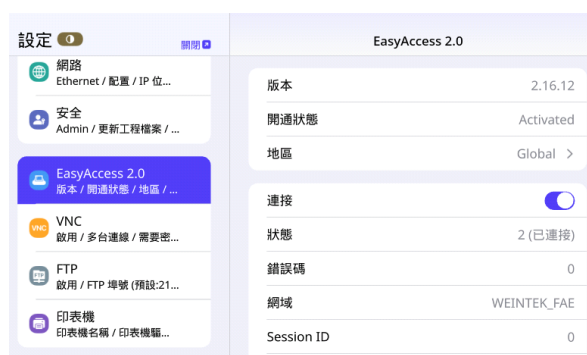 設定
關閉
網路
Ethernet / 配置 / IP 位...
安全
Admin / 更新工程檔案 / ...
EasyAccess 2.0
版本 / 開通狀態 / 地區 / ...
VNC
VNC
啟用 / 多台連線 / 需要密...
FTP
啟用 / FTP 埠號 (預設:21...
印表機
印表機名稱 / 印表機驅...
EasyAccess 2.0
版本 2.16.12
開通狀態 Activated
地區 Global >
連接
狀態 2 (已連接)
錯誤碼 0
網域 WEINTEK_FAE
Session ID 0